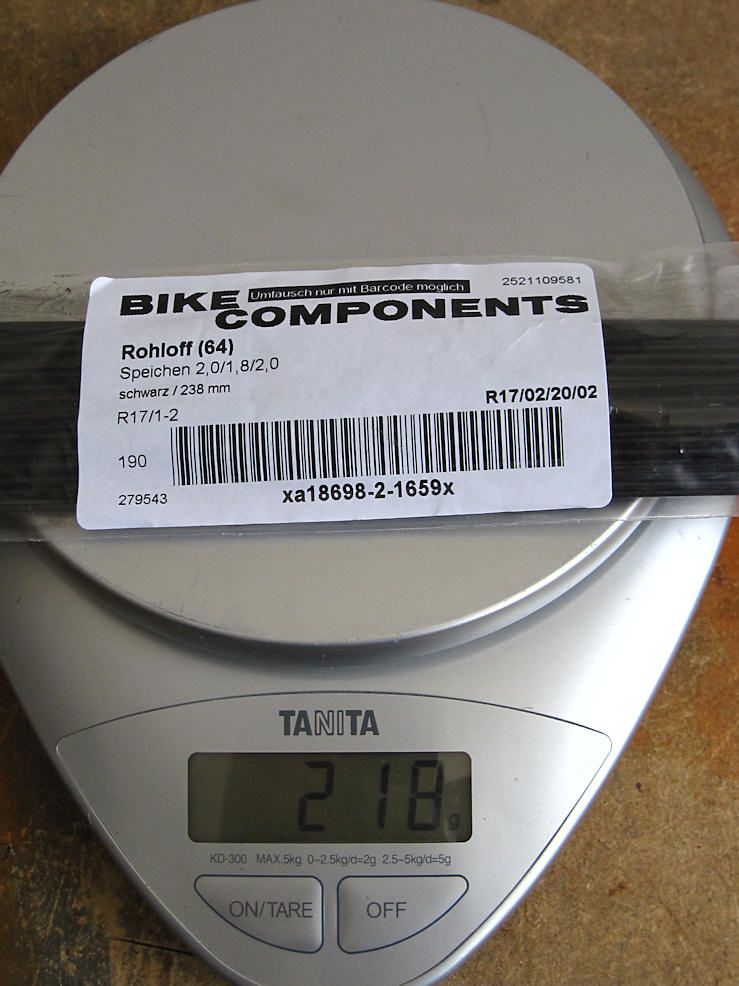 2521109581
BIKE Umtausch nur mit Barcode möglich
COMPONENTS
Rohloff (64)
Speichen 2,0/1,8/2,0
schwarz / 238 mm
R17/02/20/02
R17/1-2
190
279543
xa18698-2-1659x
TANITA
218g
KD-300 MAX.5kg 0~2.5kg/d=2g 2.5~5kg/d=5g
ON/TARE OFF